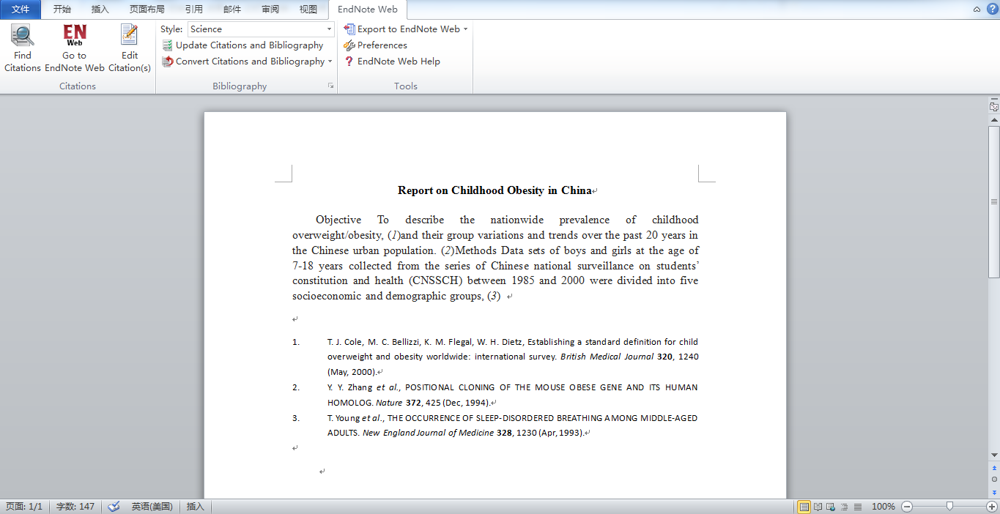 文件 开始 插入 页面布局 引用 邮件 审阅 视图 EndNote Web
Find Citations
EN Web
Go to EndNote Web
Edit Citation(s)
Citations
Style: Science
Update Citations and Bibliography
Convert Citations and Bibliography
Bibliography
Export to EndNote Web
Preferences
EndNote Web Help
Tools
Report on Childhood Obesity in China
Objective To describe the nationwide prevalence of childhood
overweight/obesity, (1)and their group variations and trends over the past 20 years in
the Chinese urban population. (2)Methods Data sets of boys and girls at the age of
7-18 years collected from the series of Chinese national surveillance on students’
constitution and health (CNSSCH) between 1985 and 2000 were divided into five
socioeconomic and demographic groups, (3)
1. T. J. Cole, M. C. Bellizzi, K. M. Flegal, W. H. Dietz, Establishing a standard definition for child
overweight and obesity worldwide: international survey. British Medical Journal 320, 1240
(May, 2000).
2. Y. Y. Zhang et al., POSITIONAL CLONING OF THE MOUSE OBESE GENE AND ITS HUMAN
HOMOLOG. Nature 372, 425 (Dec, 1994).
3. T. Young et al., THE OCCURRENCE OF SLEEP-DISORDERED BREATHING AMONG MIDDLE-AGED
ADULTS. New England Journal of Medicine 328, 1230 (Apr, 1993).
页面: 1/1 字数: 147 英语(美国) 插入 100%